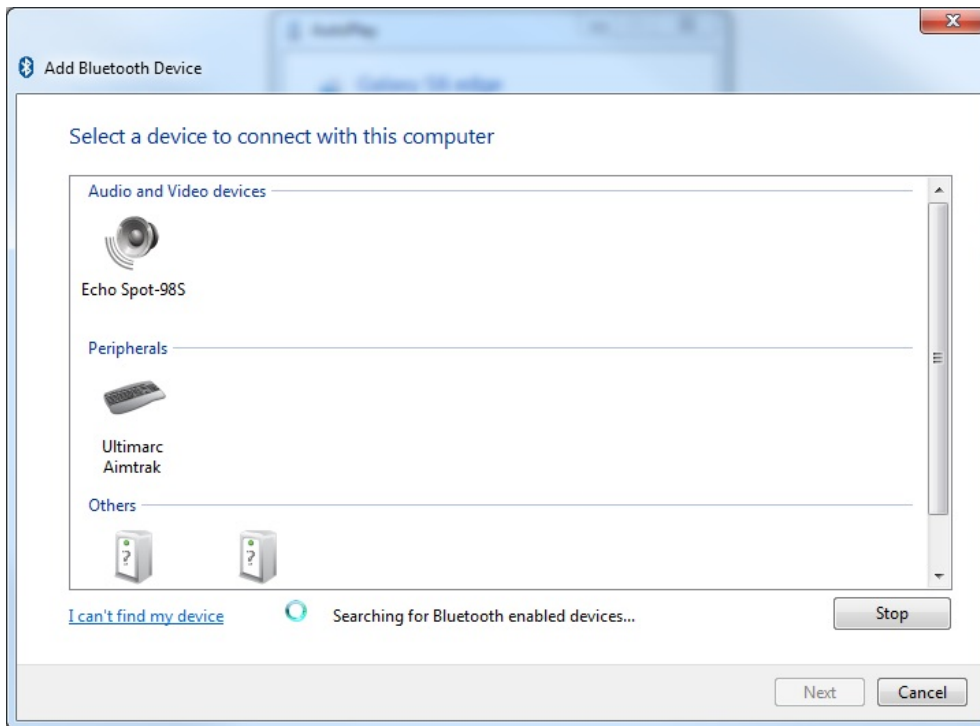 AutoPlay
Add Bluetooth Device
Select a device to connect with this computer
Audio and Video devices
Echo Spot-98S
Peripherals
Ultimarc
Aimtrak
Others
?
?
I can't find my device
Searching for Bluetooth enabled devices...
Stop
Next
Cancel